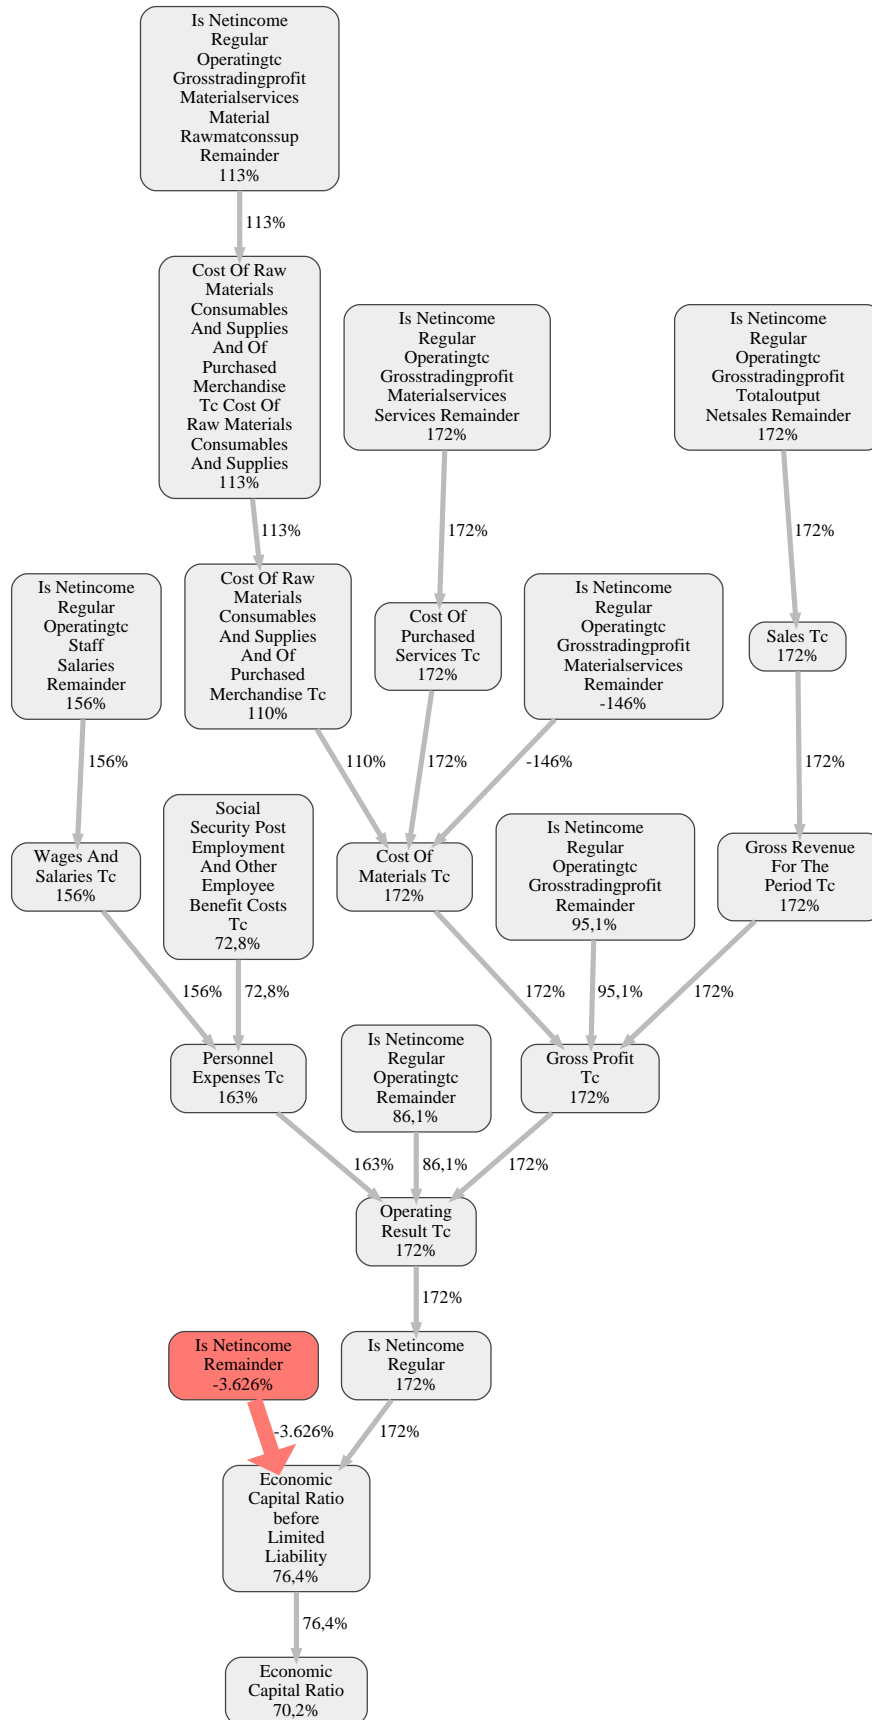 Is Netincome
Regular
Operatingtc
Grosstradingprofit
Materialservices
Material
Rawmatconssup
Remainder
113%
113%
Cost Of Raw
Materials
Consumables
And Supplies
And Of
Purchased
Merchandise
Tc Cost Of
Raw Materials
Consumables
And Supplies
113%
Is Netincome
Regular
Operatingtc
Grosstradingprofit
Materialservices
Services Remainder
172%
Is Netincome
Regular
Operatingtc
Grosstradingprofit
Totaloutput
Netsales Remainder
172%
113%
172%
172%
Is Netincome
Regular
Operatingtc
Staff
Salaries
Remainder
156%
Cost Of Raw
Materials
Consumables
And Supplies
And Of
Purchased
Merchandise Tc
110%
Cost Of
Purchased
Services Tc
172%
Is Netincome
Regular
Operatingtc
Grosstradingprofit
Materialservices
Remainder
-146%
Sales Tc
172%
156%
110%
172%
-146%
172%
Wages And
Salaries Tc
156%
Social
Security Post
Employment
And Other
Employee
Benefit Costs
Tc
72,8%
Cost Of
Materials Tc
172%
Is Netincome
Regular
Operatingtc
Grosstradingprofit
Remainder
95,1%
Gross Revenue
For The
Period Tc
172%
156%
72,8%
172%
95,1%
172%
Personnel
Expenses Tc
163%
Is Netincome
Regular
Operatingtc
Remainder
86,1%
Gross Profit
Tc
172%
163%
86,1%
172%
Operating
Result Tc
172%
172%
Is Netincome
Remainder
-3.626%
Is Netincome
Regular
172%
-3.626%
172%
Economic
Capital Ratio
before
Limited
Liability
76,4%
76,4%
Economic
Capital Ratio
70,2%